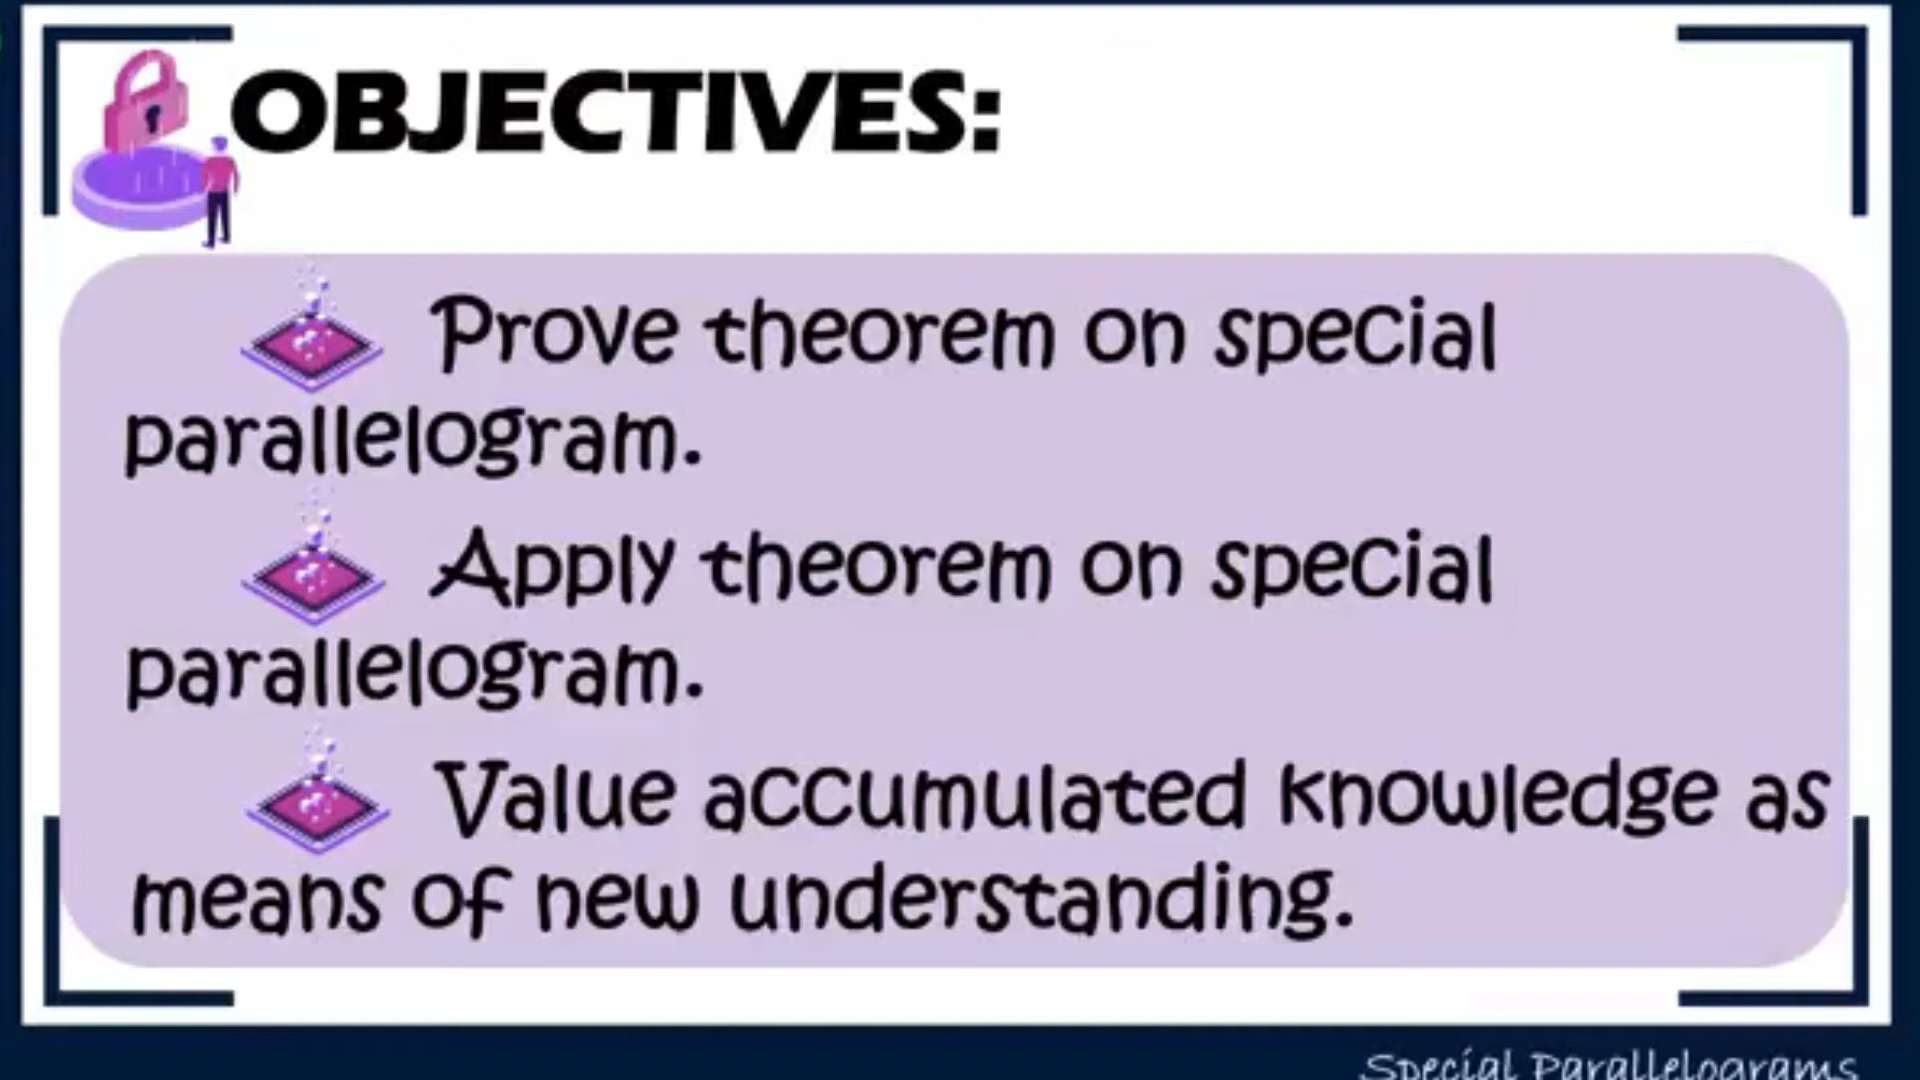 OBJECTIVES:
Prove theorem on special
parallelogram.
Apply theorem on special
parallelogram.
Value accumulated knowledge as
means of new understanding.
Special Parallelograms